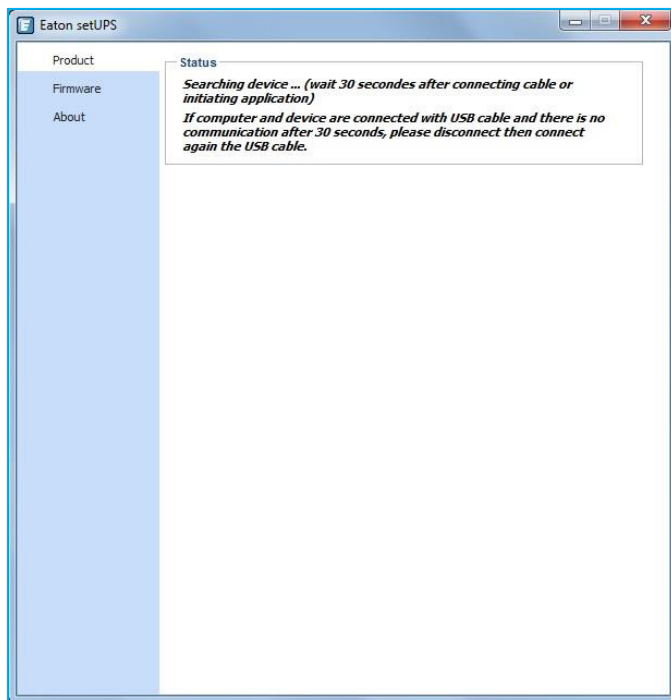 Eaton setUPS
Product
Firmware
About
Status
Searching device ... (wait 30 secondes after connecting cable or
initiating application)
If computer and device are connected with USB cable and there is no
communication after 30 seconds, please disconnect then connect
again the USB cable.